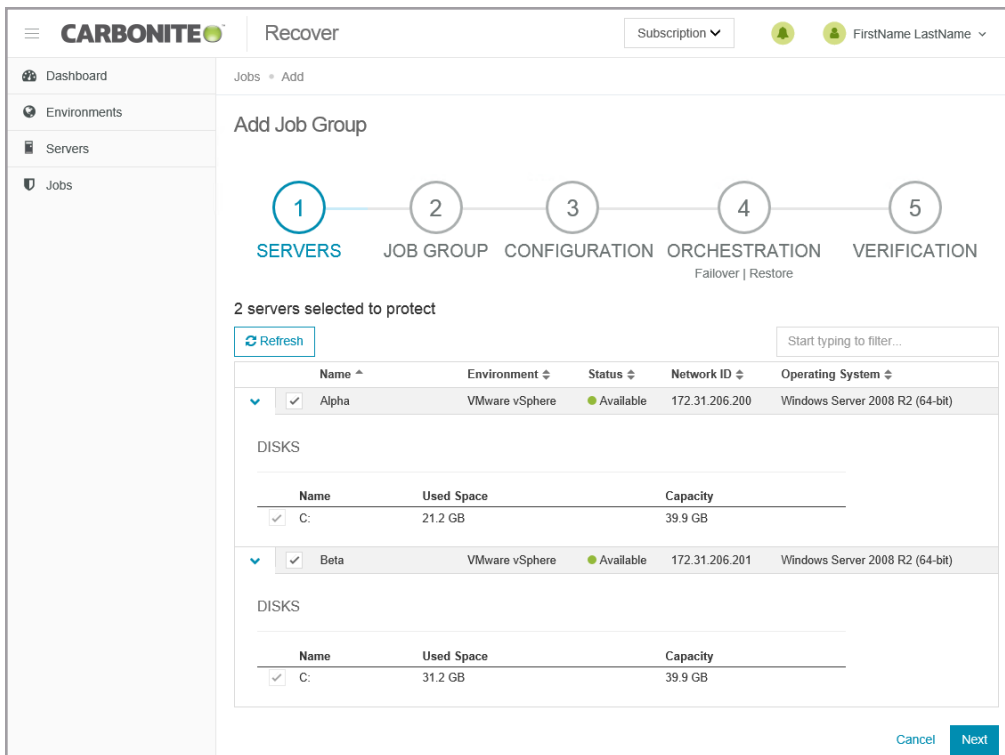 CARBONITE Recover Subscription FirstName LastName
Dashboard
Environments
Servers
Jobs
Jobs Add
Add Job Group
1 2 3 4 5
SERVERS JOB GROUP CONFIGURATION ORCHESTRATION VERIFICATION
Failover | Restore
2 servers selected to protect
Refresh Start typing to filter...
Name Environment Status Network ID Operating System
Alpha VMware vSphere Available 172.31.206.200 Windows Server 2008 R2 (64-bit)
DISKS
Name Used Space Capacity
C: 21.2 GB 39.9 GB
Beta VMware vSphere Available 172.31.206.201 Windows Server 2008 R2 (64-bit)
DISKS
Name Used Space Capacity
C: 31.2 GB 39.9 GB
Cancel Next